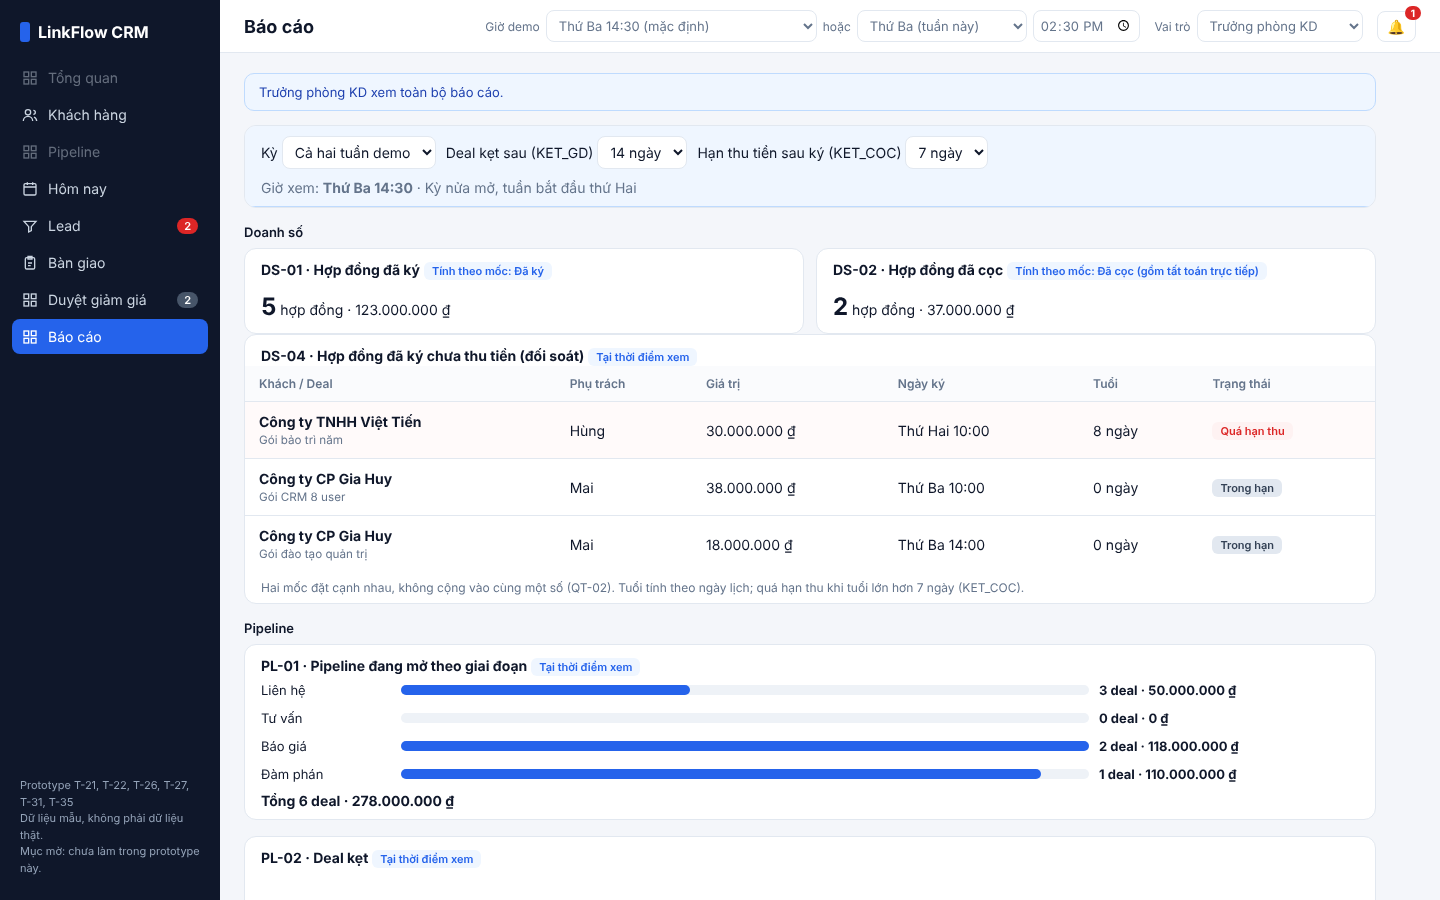 LinkFlow CRM
Tổng quan
Khách hàng
Pipeline
Hôm nay
Lead 2
Bàn giao
Duyệt giảm giá 2
Báo cáo
Prototype T-21, T-22, T-26, T-27,
T-31, T-35
Dữ liệu mẫu, không phải dữ liệu
thật.
Mục mờ: chưa làm trong prototype
này.
Báo cáo
Giờ demo Thứ Ba 14:30 (mặc định) hoặc Thứ Ba (tuần này) 02:30 PM Vai trò Trưởng phòng KD 1
Trưởng phòng KD xem toàn bộ báo cáo.
Kỳ Cả hai tuần demo Deal kẹt sau (KET_GD) 14 ngày Hạn thu tiền sau ký (KET_COC) 7 ngày
Giờ xem: Thứ Ba 14:30 · Kỳ nửa mở, tuần bắt đầu thứ Hai
Doanh số
DS-01 · Hợp đồng đã ký Tính theo mốc: Đã ký
5 hợp đồng · 123.000.000 ₫
DS-02 · Hợp đồng đã cọc Tính theo mốc: Đã cọc (gồm tất toán trực tiếp)
2 hợp đồng · 37.000.000 ₫
DS-04 · Hợp đồng đã ký chưa thu tiền (đối soát) Tại thời điểm xem
Khách / Deal Phụ trách Giá trị Ngày ký Tuổi Trạng thái
Công ty TNHH Việt Tiến
Gói bảo trì năm
Hùng 30.000.000 ₫ Thứ Hai 10:00 8 ngày Quá hạn thu
Công ty CP Gia Huy
Gói CRM 8 user
Mai 38.000.000 ₫ Thứ Ba 10:00 0 ngày Trong hạn
Công ty CP Gia Huy
Gói đào tạo quản trị
Mai 18.000.000 ₫ Thứ Ba 14:00 0 ngày Trong hạn
Hai mốc đặt cạnh nhau, không cộng vào cùng một số (QT-02). Tuổi tính theo ngày lịch; quá hạn thu khi tuổi lớn hơn 7 ngày (KET_COC).
Pipeline
PL-01 · Pipeline đang mở theo giai đoạn Tại thời điểm xem
Liên hệ 3 deal · 50.000.000 ₫
Tư vấn 0 deal · 0 ₫
Báo giá 2 deal · 118.000.000 ₫
Đàm phán 1 deal · 110.000.000 ₫
Tổng 6 deal · 278.000.000 ₫
PL-02 · Deal kẹt Tại thời điểm xem